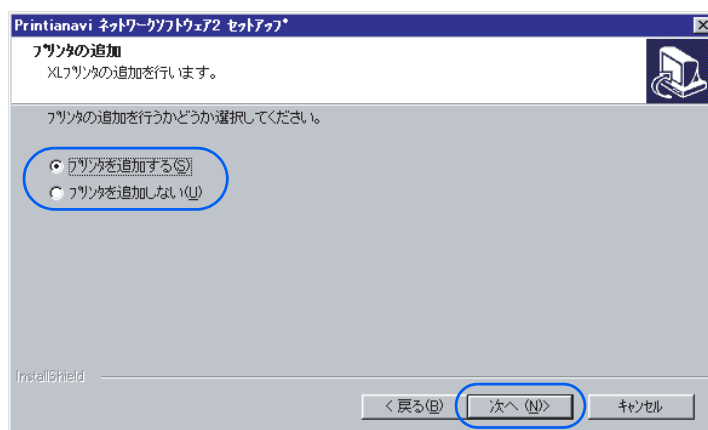 Printianavi ネットワークソフトウェア2 セットアップ
プリンタの追加
XLプリンタの追加を行います。
プリンタの追加を行うかどうか選択してください。
プリンタを追加する(S)
プリンタを追加しない(U)
InstallShield
< 戻る(B)
次へ (N)>
キャンセル